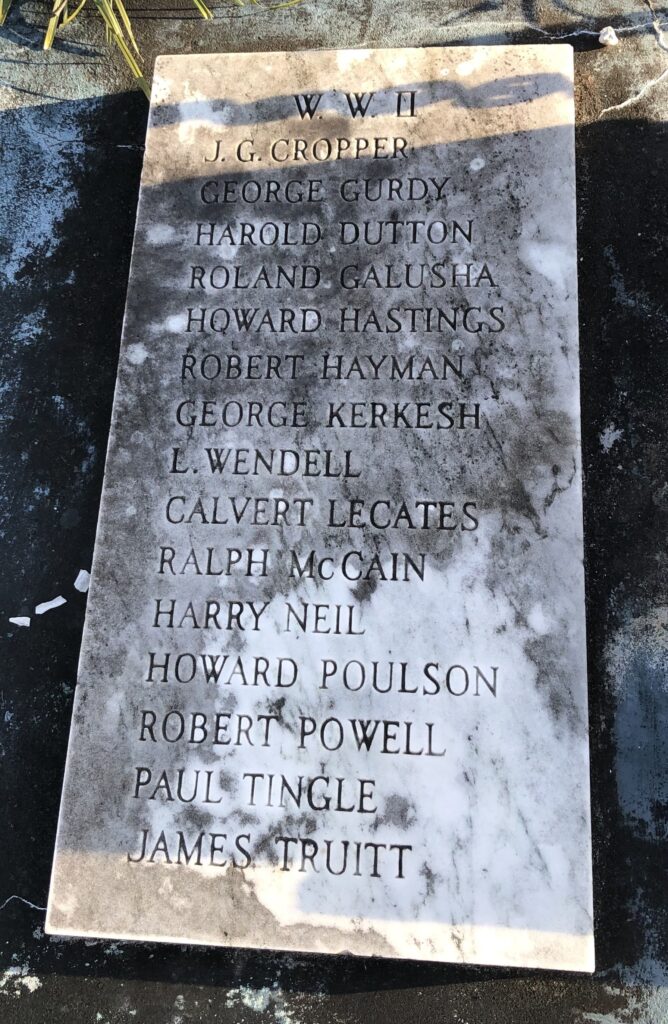 W. W. II
J. G. CROPPER
GEORGE GURDY
HAROLD DUTTON
ROLAND GALUSHA
HOWARD HASTINGS
ROBERT HAYMAN
GEORGE KERKESH
L. WENDELL
CALVERT LECATES
RALPH McCAIN
HARRY NEIL
HOWARD POULSON
ROBERT POWELL
PAUL TINGLE
JAMES TRUITT